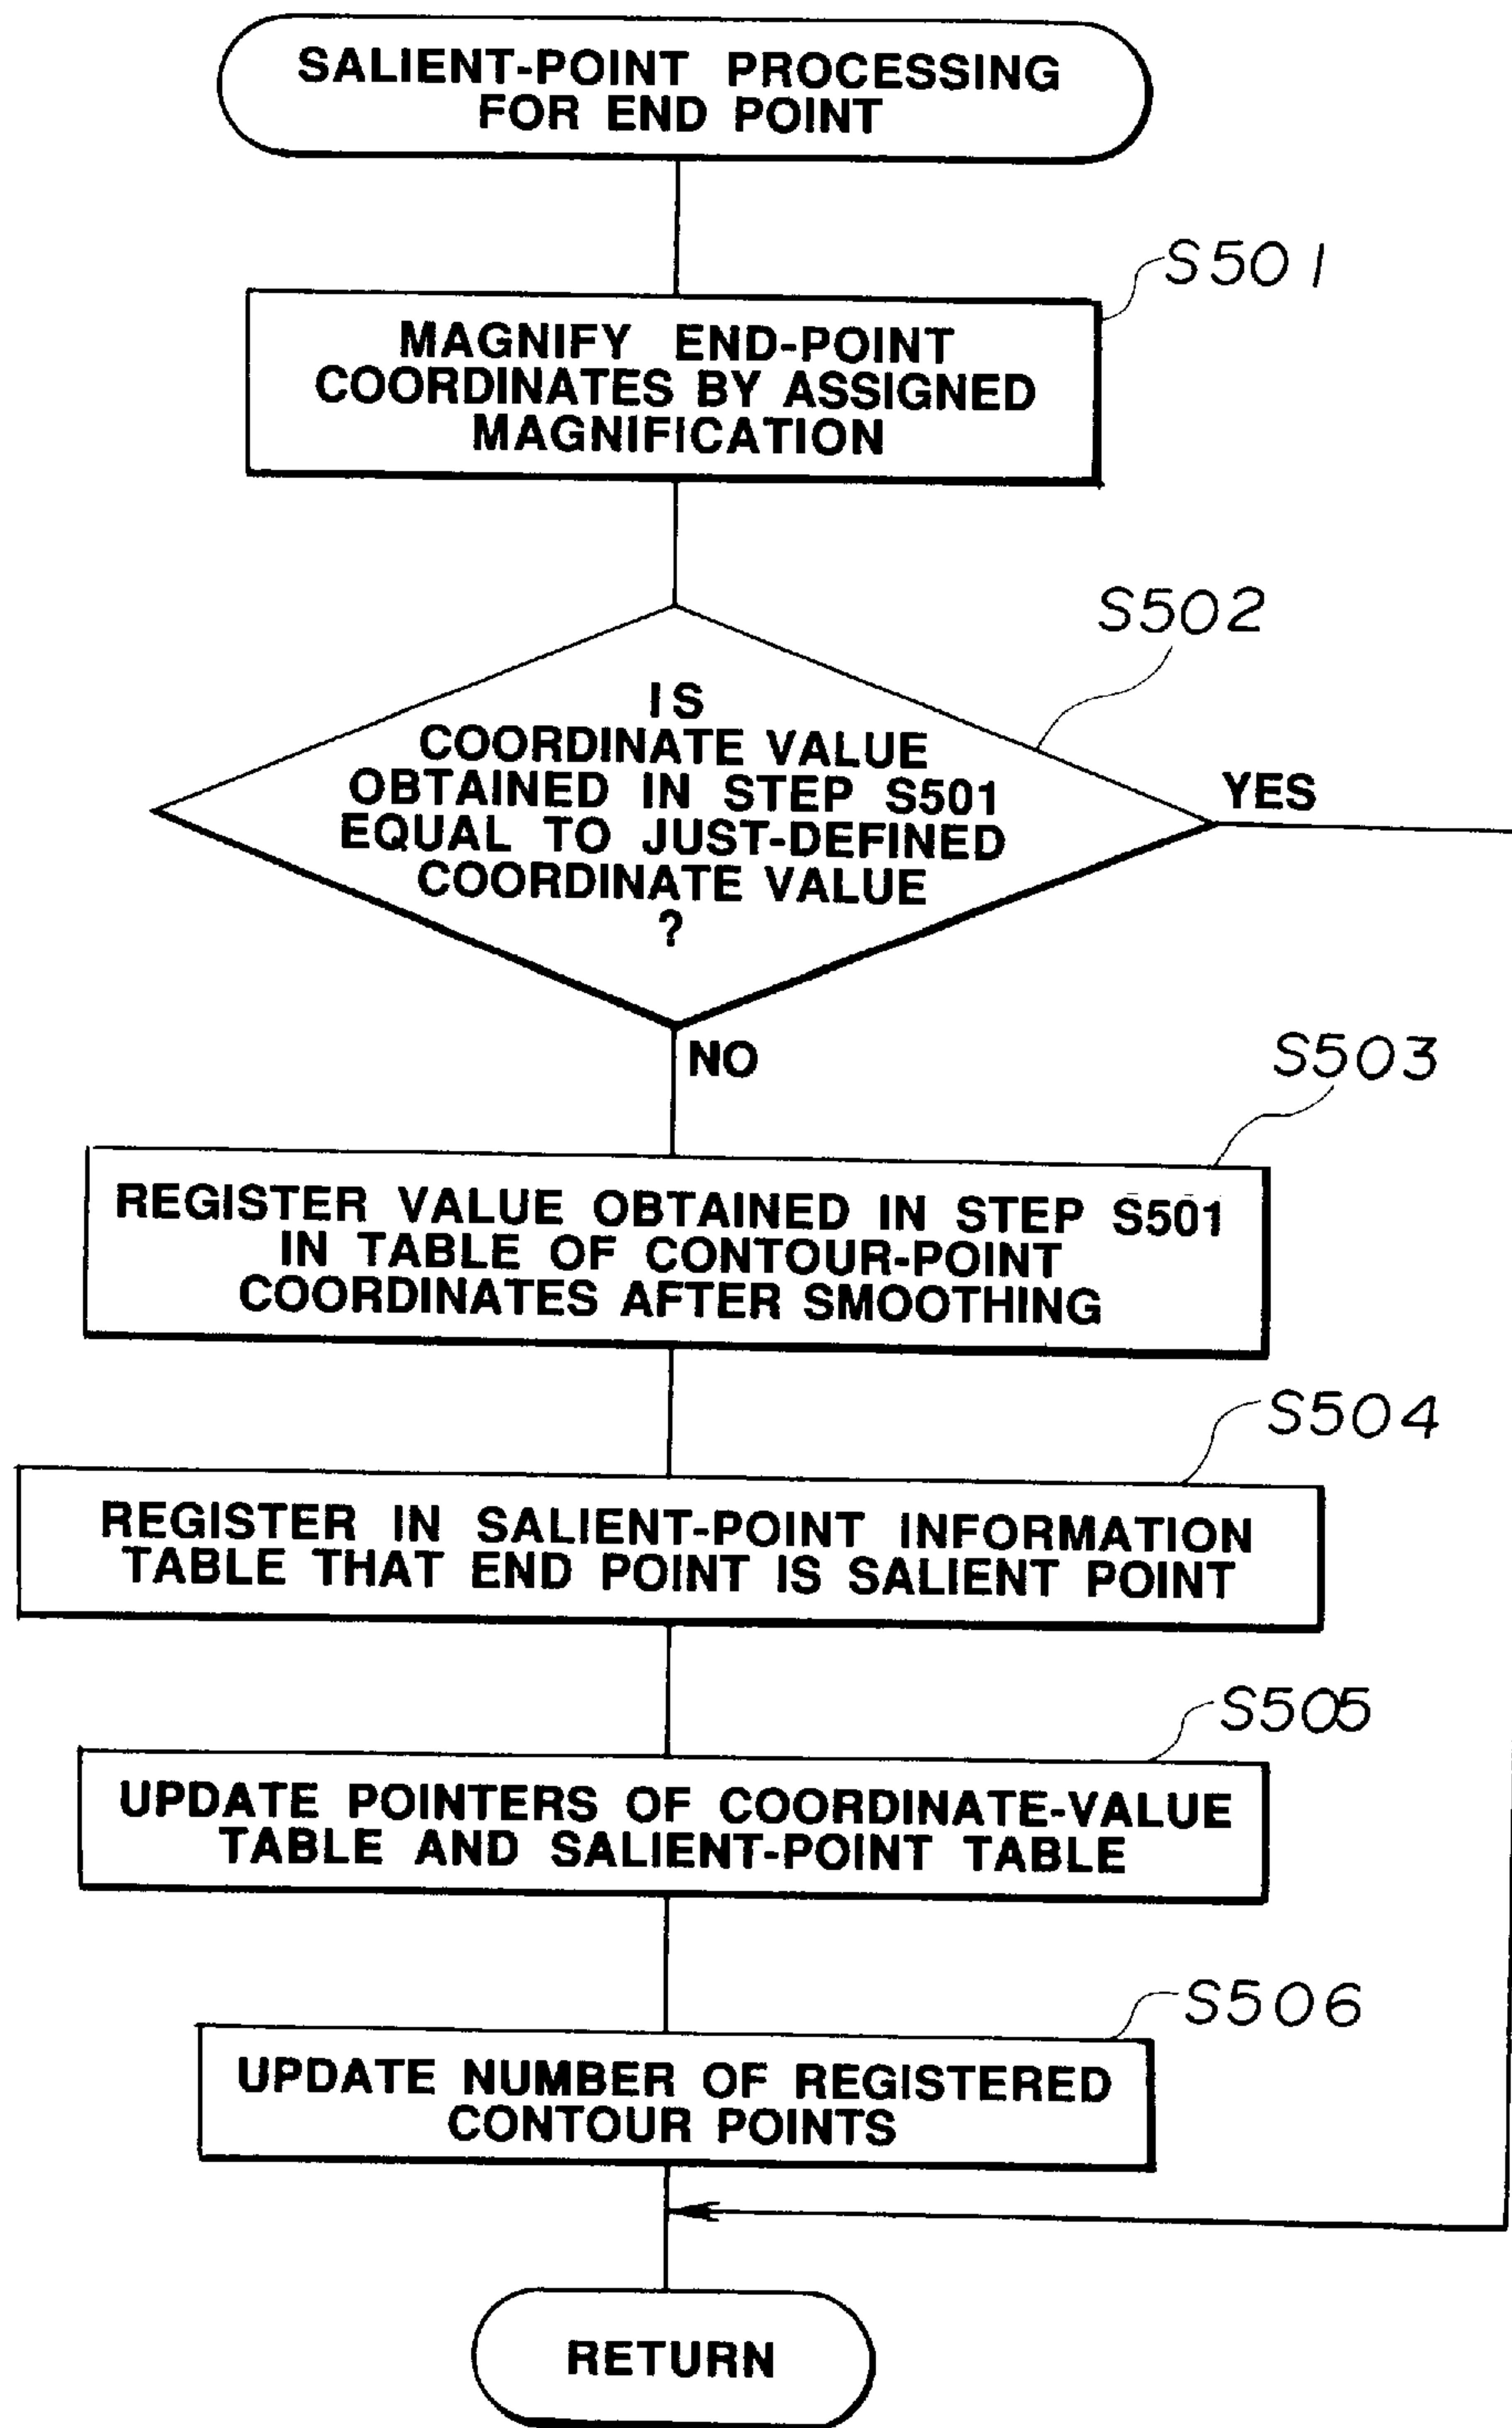 SALIENT-POINT PROCESSING
FOR END POINT
S501
MAGNIFY END-POINT
COORDINATES BY ASSIGNED
MAGNIFICATION
S502
IS
COORDINATE VALUE
OBTAINED IN STEP S501
EQUAL TO JUST-DEFINED
COORDINATE VALUE
?
YES
NO
S503
REGISTER VALUE OBTAINED IN STEP S501
IN TABLE OF CONTOUR-POINT
COORDINATES AFTER SMOOTHING
S504
REGISTER IN SALIENT-POINT INFORMATION
TABLE THAT END POINT IS SALIENT POINT
S505
UPDATE POINTERS OF COORDINATE-VALUE
TABLE AND SALIENT-POINT TABLE
S506
UPDATE NUMBER OF REGISTERED
CONTOUR POINTS
RETURN